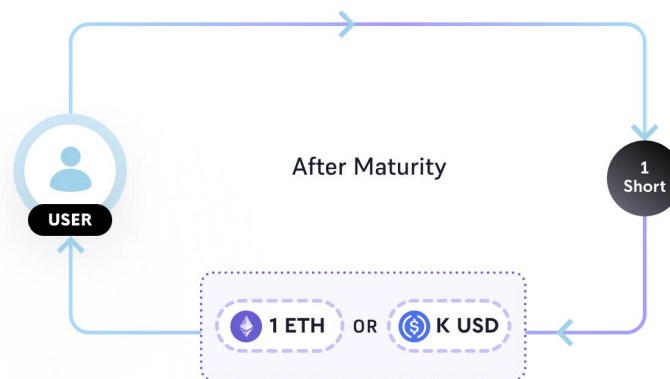 After Maturity
1
Short
USER
1 ETH OR K USD